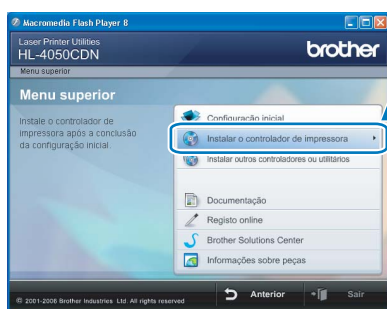 Macromedia Flash Player 8
Laser Printer Utilities
HL-4050CDN
brother
Menu superior
Menu superior
Instale o controlador de
impressora após a conclusão
da configuração inicial.
Configuração inicial
Instalar o controlador de impressora
Instalar outros controladores ou utilitários
Documentação
Registo online
Brother Solutions Center
Informações sobre peças
© 2001-2006 Brother Industries Ltd. All rights reserved
Anterior
Sair